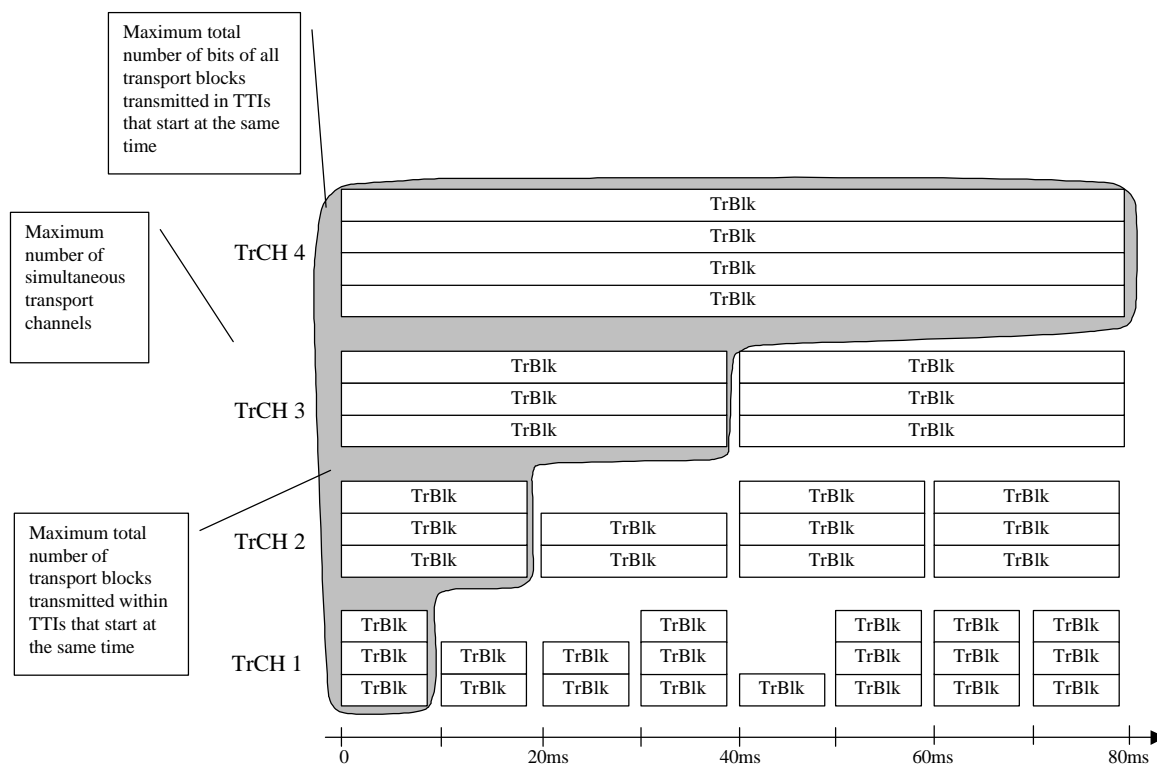 Maximum total
number of bits of all
transport blocks
transmitted in TTIs
that start at the same
time
Maximum
number of
simultaneous
transport
channels
Maximum total
number of
transport blocks
transmitted within
TTIs that start at
the same time
TrCH 4
TrBlk
TrBlk
TrBlk
TrBlk
TrCH 3
TrBlk TrBlk
TrBlk TrBlk
TrBlk TrBlk
TrCH 2
TrBlk TrBlk TrBlk
TrBlk TrBlk TrBlk TrBlk
TrBlk TrBlk TrBlk TrBlk
TrCH 1
TrBlk TrBlk TrBlk TrBlk TrBlk
TrBlk TrBlk TrBlk TrBlk TrBlk TrBlk TrBlk
TrBlk TrBlk TrBlk TrBlk TrBlk TrBlk TrBlk TrBlk
0 20ms 40ms 60ms 80ms